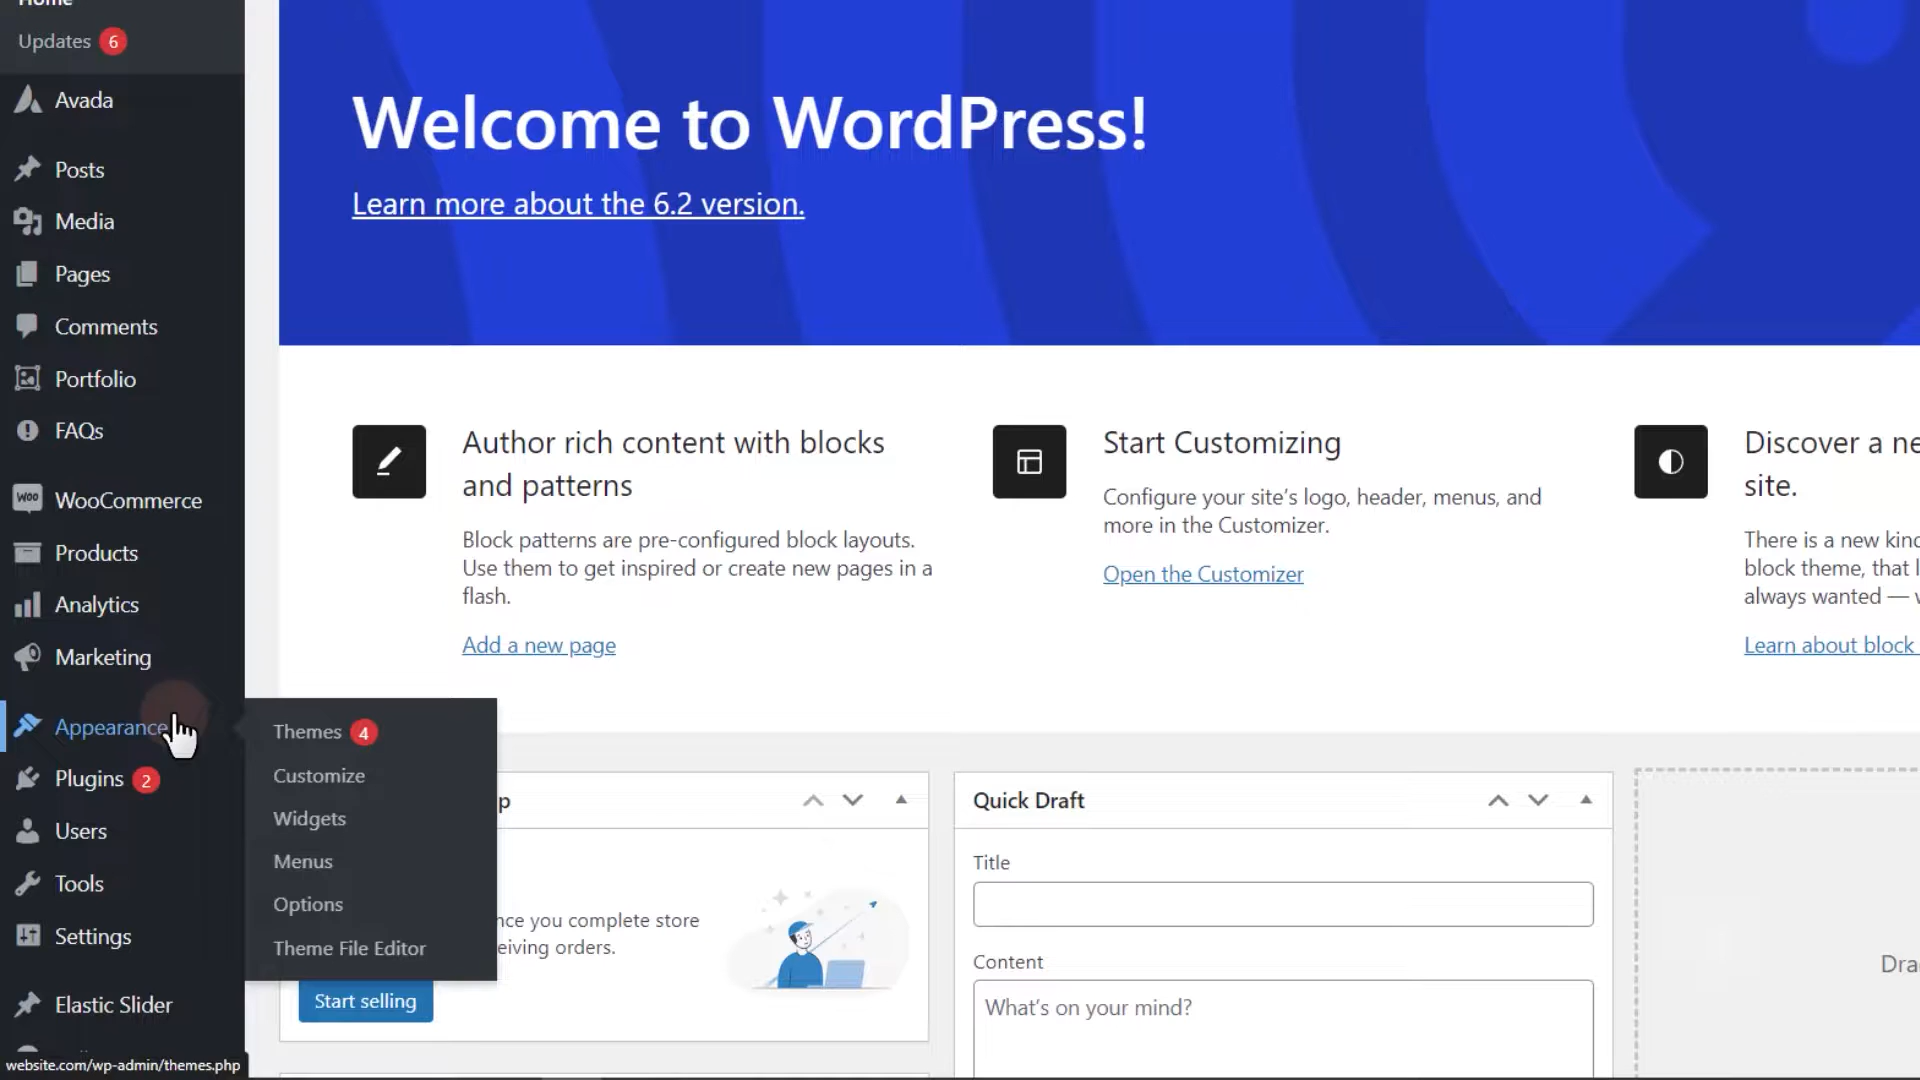 Home
Updates 6
Avada
Posts
Media
Pages
Comments
Portfolio
FAQs
WooCommerce
Products
Analytics
Marketing
Appearance
Plugins 2
Users
Tools
Settings
Elastic Slider
website.com/wp-admin/themes.php
Themes 4
Customize
Widgets
Menus
Options
Theme File Editor
Welcome to WordPress!
Learn more about the 6.2 version.
Author rich content with blocks
and patterns
Block patterns are pre-configured block layouts.
Use them to get inspired or create new pages in a
flash.
Add a new page
Start Customizing
Configure your site's logo, header, menus, and
more in the Customizer.
Open the Customizer
Discover a ne
site.
There is a new kind
block theme, that l
always wanted — w
Learn about block
p
nce you complete store
eiving orders.
Start selling
Quick Draft
Title
Content
What's on your mind?
Dra